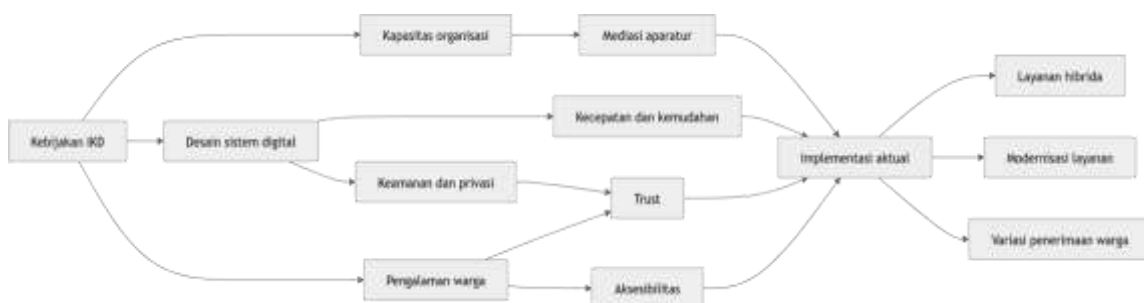 Kapasitas organisasi
Mediasi aparatur
Layanan hibrida
Kecepatan dan kemudahan
Kebijakan IKD
Desain sistem digital
Implementasi aktual
Modernisasi layanan
Keamanan dan privasi
Trust
Variasi penerimaan warga
Pengalaman warga
Aksesibilitas